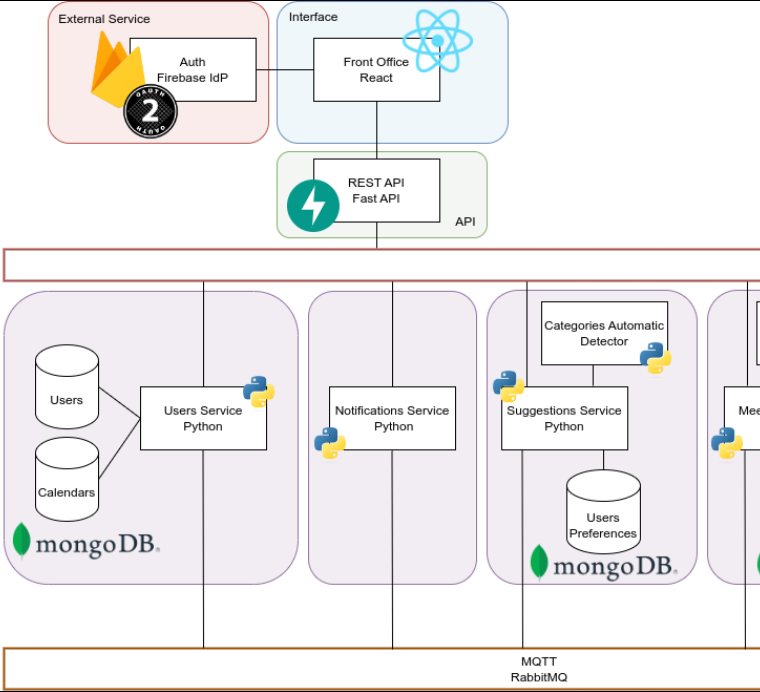 External Service
Auth
Firebase IdP
OAUTH
2
OAUTH
Interface
Front Office
React
REST API
Fast API
API
Users
Calendars
Users Service
Python
mongoDB.
Notifications Service
Python
Categories Automatic
Detector
Suggestions Service
Python
Users
Preferences
mongoDB.
Mee
MQTT
RabbitMQ